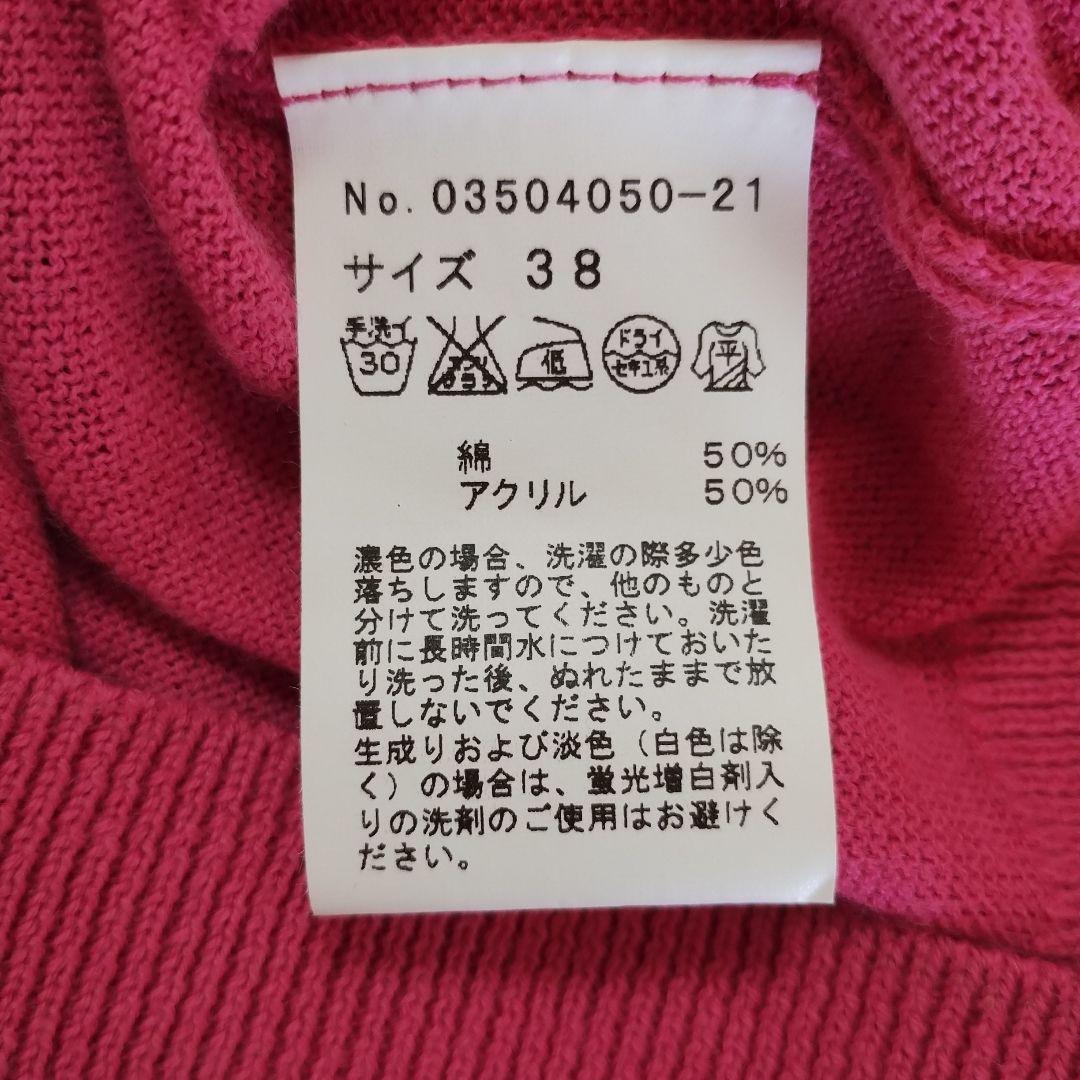 No. 03504050-21
サイズ 38
手洗イ
30
エンソ
サラシ
低
ドライ
セキユ系
平
綿 50%
アクリル 50%
濃色の場合、洗濯の際多少色
落ちしますので、他のものと
分けて洗ってください。洗濯
前に長時間水につけておいた
り洗った後、ぬれたままで放
置しないでください。
生成りおよび淡色（白色は除
く）の場合は、蛍光増白剤入
りの洗剤のご使用はお避けく
ださい。